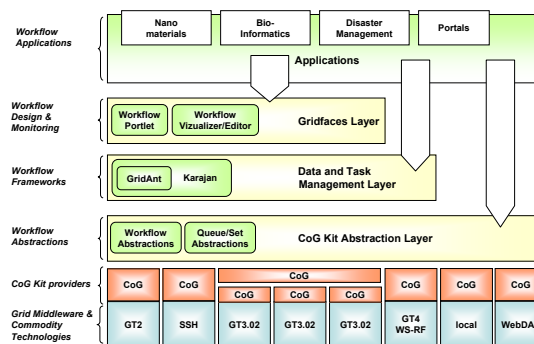 Workflow
Applications
Nano
materials
Bio-
Informatics
Disaster
Management
Portals
Applications
Workflow
Design &
Monitoring
Workflow
Portlet
Workflow
Vizualizer/Editor
Gridfaces Layer
Workflow
Frameworks
GridAnt
Karajan
Data and Task
Management Layer
Workflow
Abstractions
Workflow
Abstractions
Queue/Set
Abstractions
CoG Kit Abstraction Layer
CoG Kit providers
CoG
CoG
CoG
CoG
CoG
CoG
CoG
CoG
CoG
Grid Middleware &
Commodity
Technologies
GT2
SSH
GT3.02
GT3.02
GT3.02
GT4
WS-RF
local
WebDA